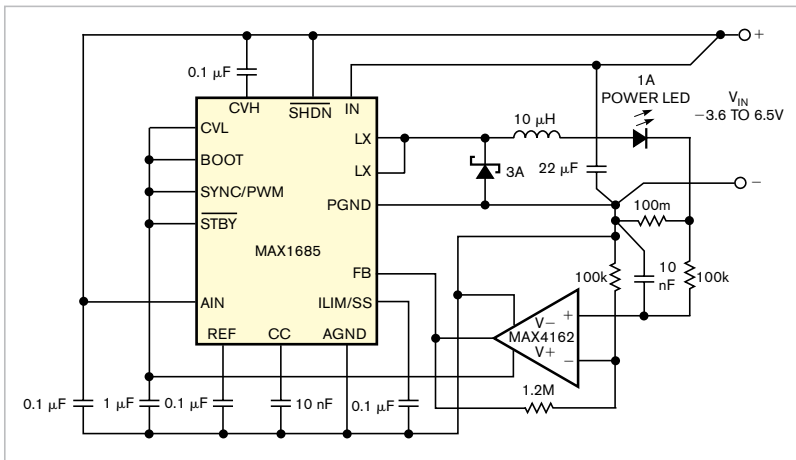 +
1A
POWER LED
V_IN
−3.6 TO 6.5V
0.1 µF
CVH
SHDN
IN
10 µH
CVL
LX
BOOT
LX
3A
22 µF
SYNC/PWM
PGND
−
100m
STBY
MAX1685
FB
100k
10
nF
100k
AIN
ILIM/SS
V−
+
MAX4162
REF
CC
AGND
V+
−
1.2M
0.1 µF
1 µF
0.1 µF
10 nF
0.1 µF